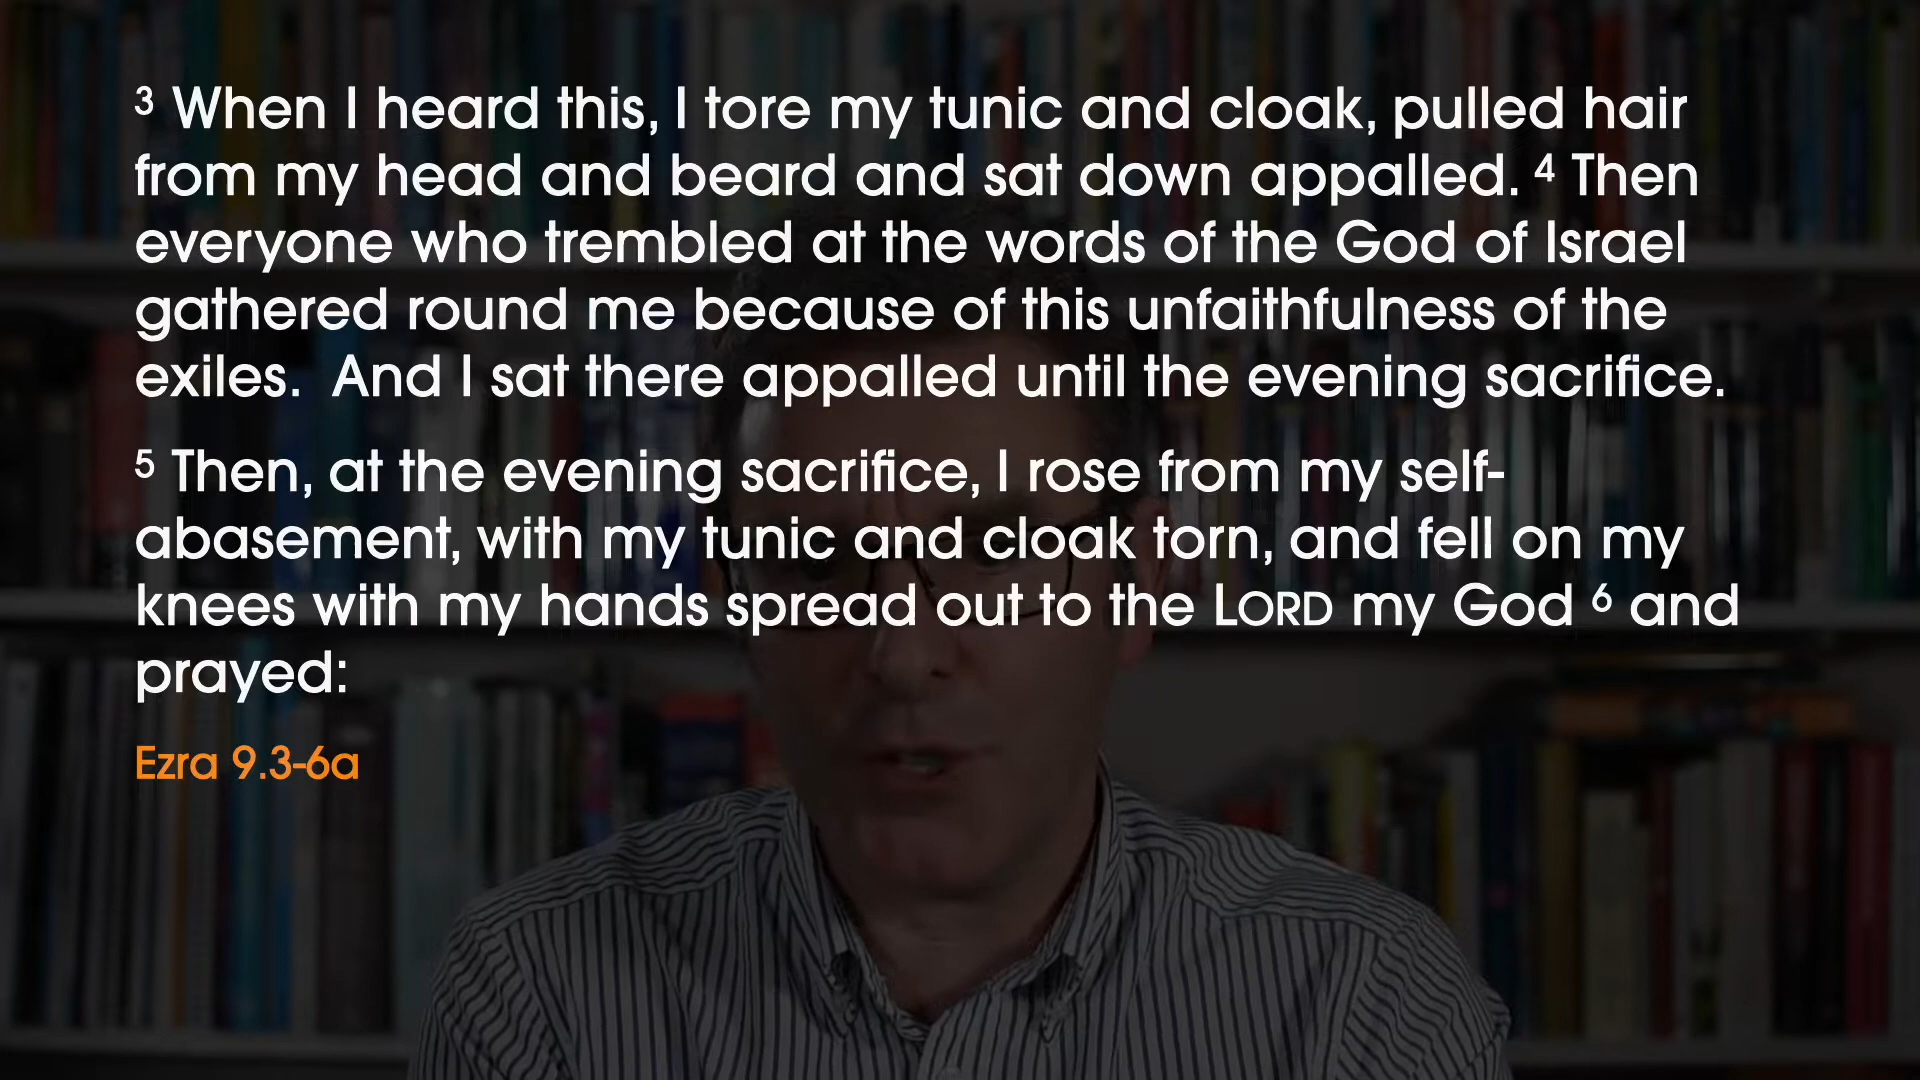 3 When I heard this, I tore my tunic and cloak, pulled hair
from my head and beard and sat down appalled. 4 Then
everyone who trembled at the words of the God of Israel
gathered round me because of this unfaithfulness of the
exiles.  And I sat there appalled until the evening sacrifice.
5 Then, at the evening sacrifice, I rose from my self-
abasement, with my tunic and cloak torn, and fell on my
knees with my hands spread out to the LORD my God 6 and
prayed:
Ezra 9.3-6a